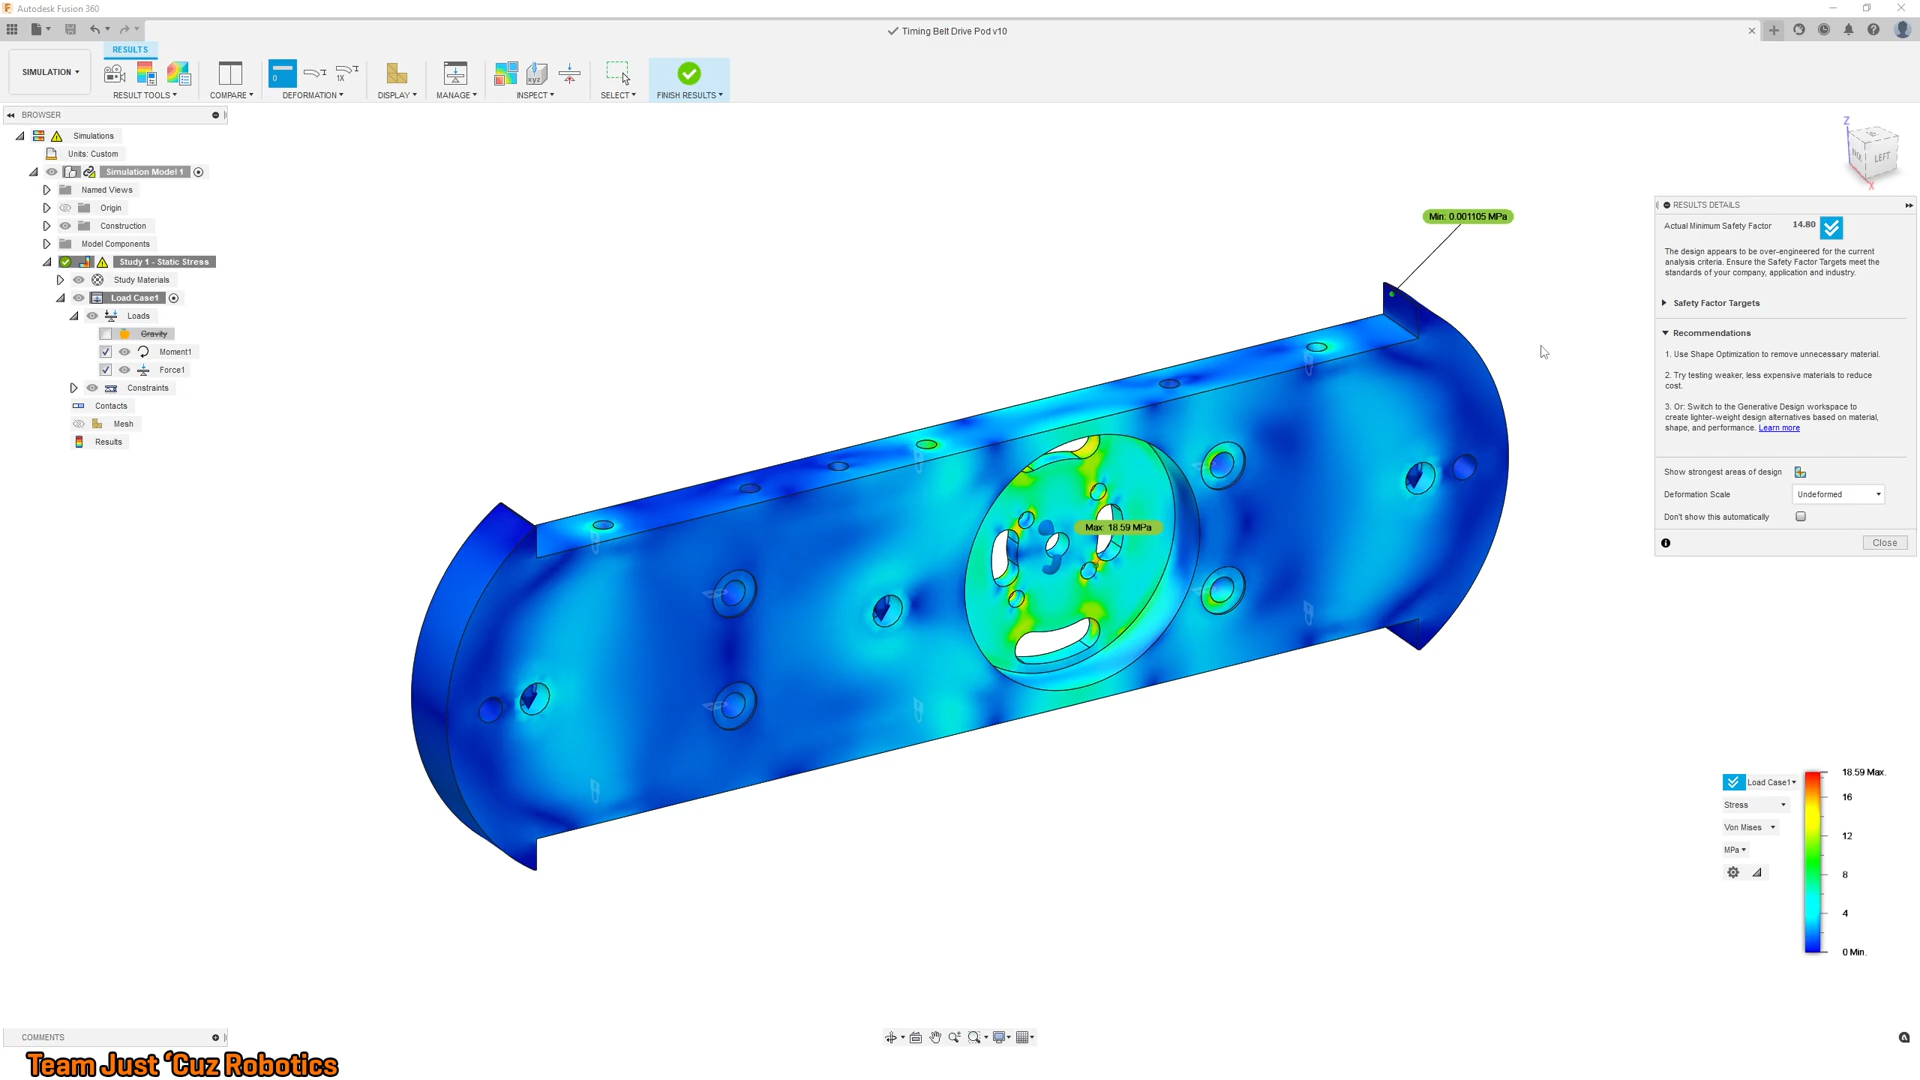 Autodesk Fusion 360
Timing Belt Drive Pod v10
RESULTS
SIMULATION
RESULT TOOLS
COMPARE
DEFORMATION
DISPLAY
MANAGE
INSPECT
SELECT
FINISH RESULTS
BROWSER
Simulations
Units: Custom
Simulation Model 1
Named Views
Origin
Construction
Model Components
Study 1 - Static Stress
Study Materials
Load Case1
Loads
Gravity
Moment1
Force1
Constraints
Contacts
Mesh
Results
Z
LEFT
X
Min: 0.001105 MPa
Max: 18.59 MPa
RESULTS DETAILS
Actual Minimum Safety Factor 14.80
The design appears to be over-engineered for the current
analysis criteria. Ensure the Safety Factor Targets meet the
standards of your company, application and industry.
Safety Factor Targets
Recommendations
1. Use Shape Optimization to remove unnecessary material.
2. Try testing weaker, less expensive materials to reduce
cost.
3. Or: Switch to the Generative Design workspace to
create lighter-weight design alternatives based on material,
shape, and performance. Learn more
Show strongest areas of design
Deformation Scale Undeformed
Don't show this automatically
Close
Load Case1
Stress
Von Mises
MPa
18.59 Max.
16
12
8
4
0 Min.
COMMENTS
Team Just ‘Cuz Robotics